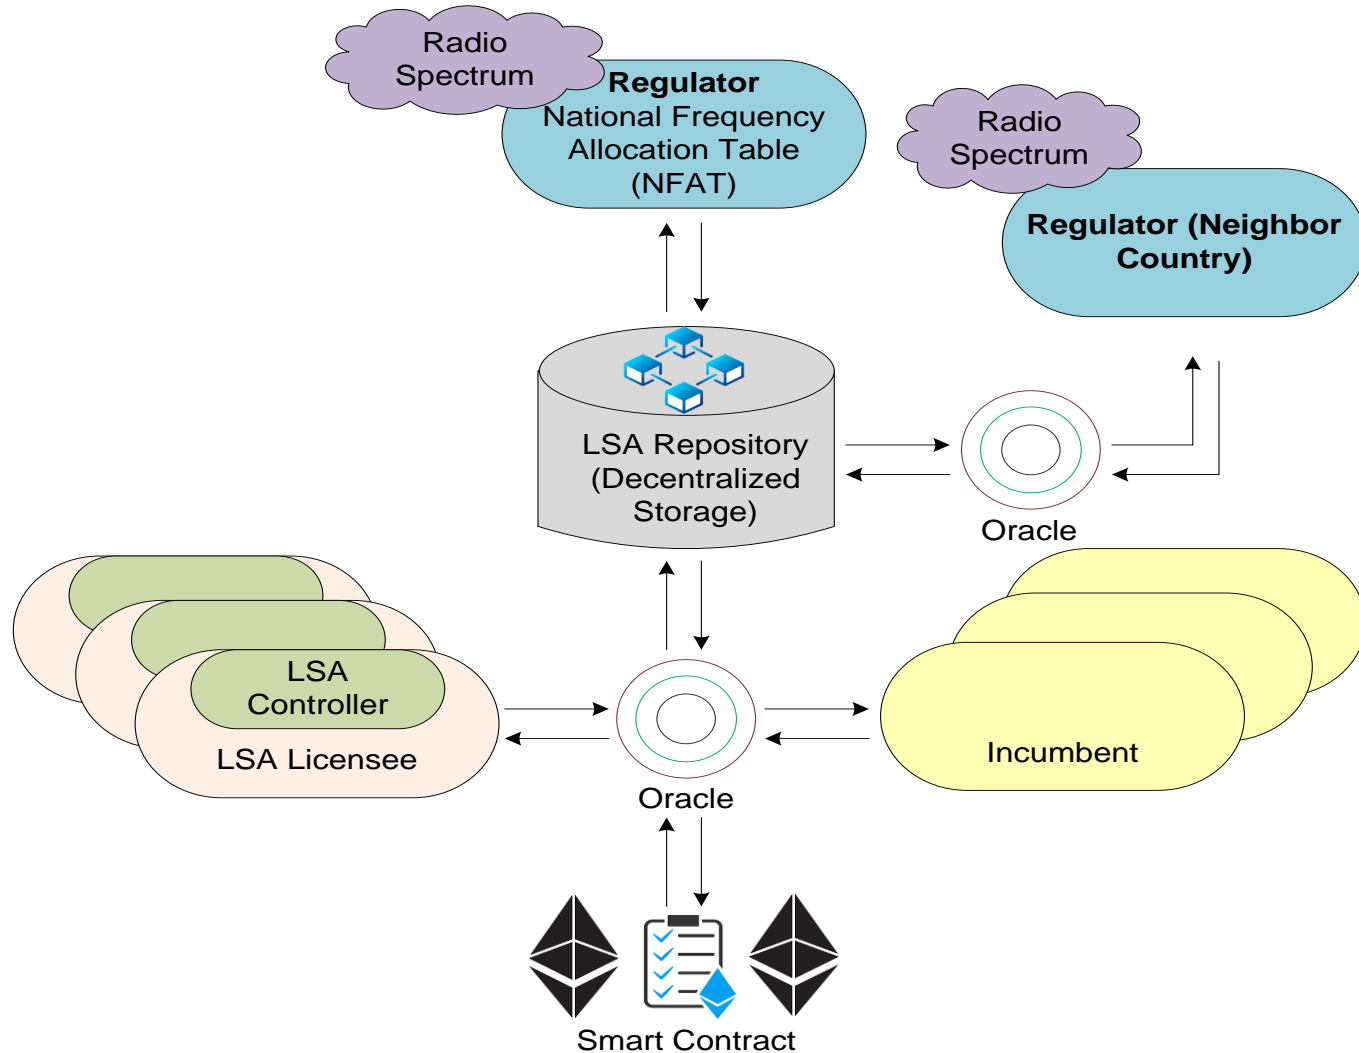 Radio
Spectrum
Regulator
National Frequency
Allocation Table
(NFAT)
Radio
Spectrum
Regulator (Neighbor
Country)
LSA Repository
(Decentralized
Storage)
Oracle
LSA
Controller
LSA Licensee
Oracle
Incumbent
Smart Contract